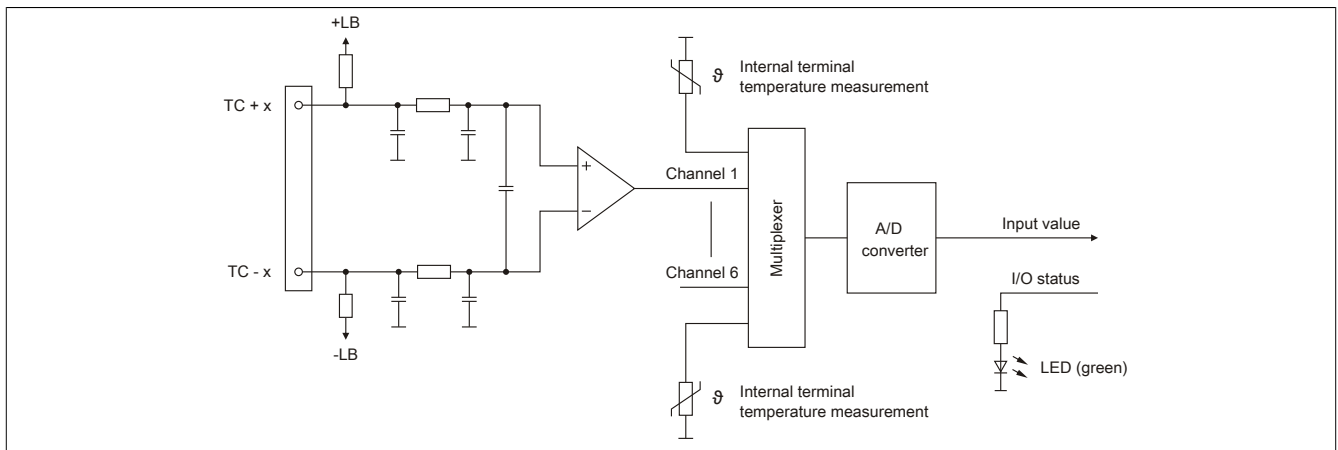 +LB
TC + x
TC - x
-LB
+
−
ϑ
Internal terminal
temperature measurement
Channel 1
Channel 6
Multiplexer
A/D
converter
Input value
I/O status
LED (green)
ϑ
Internal terminal
temperature measurement